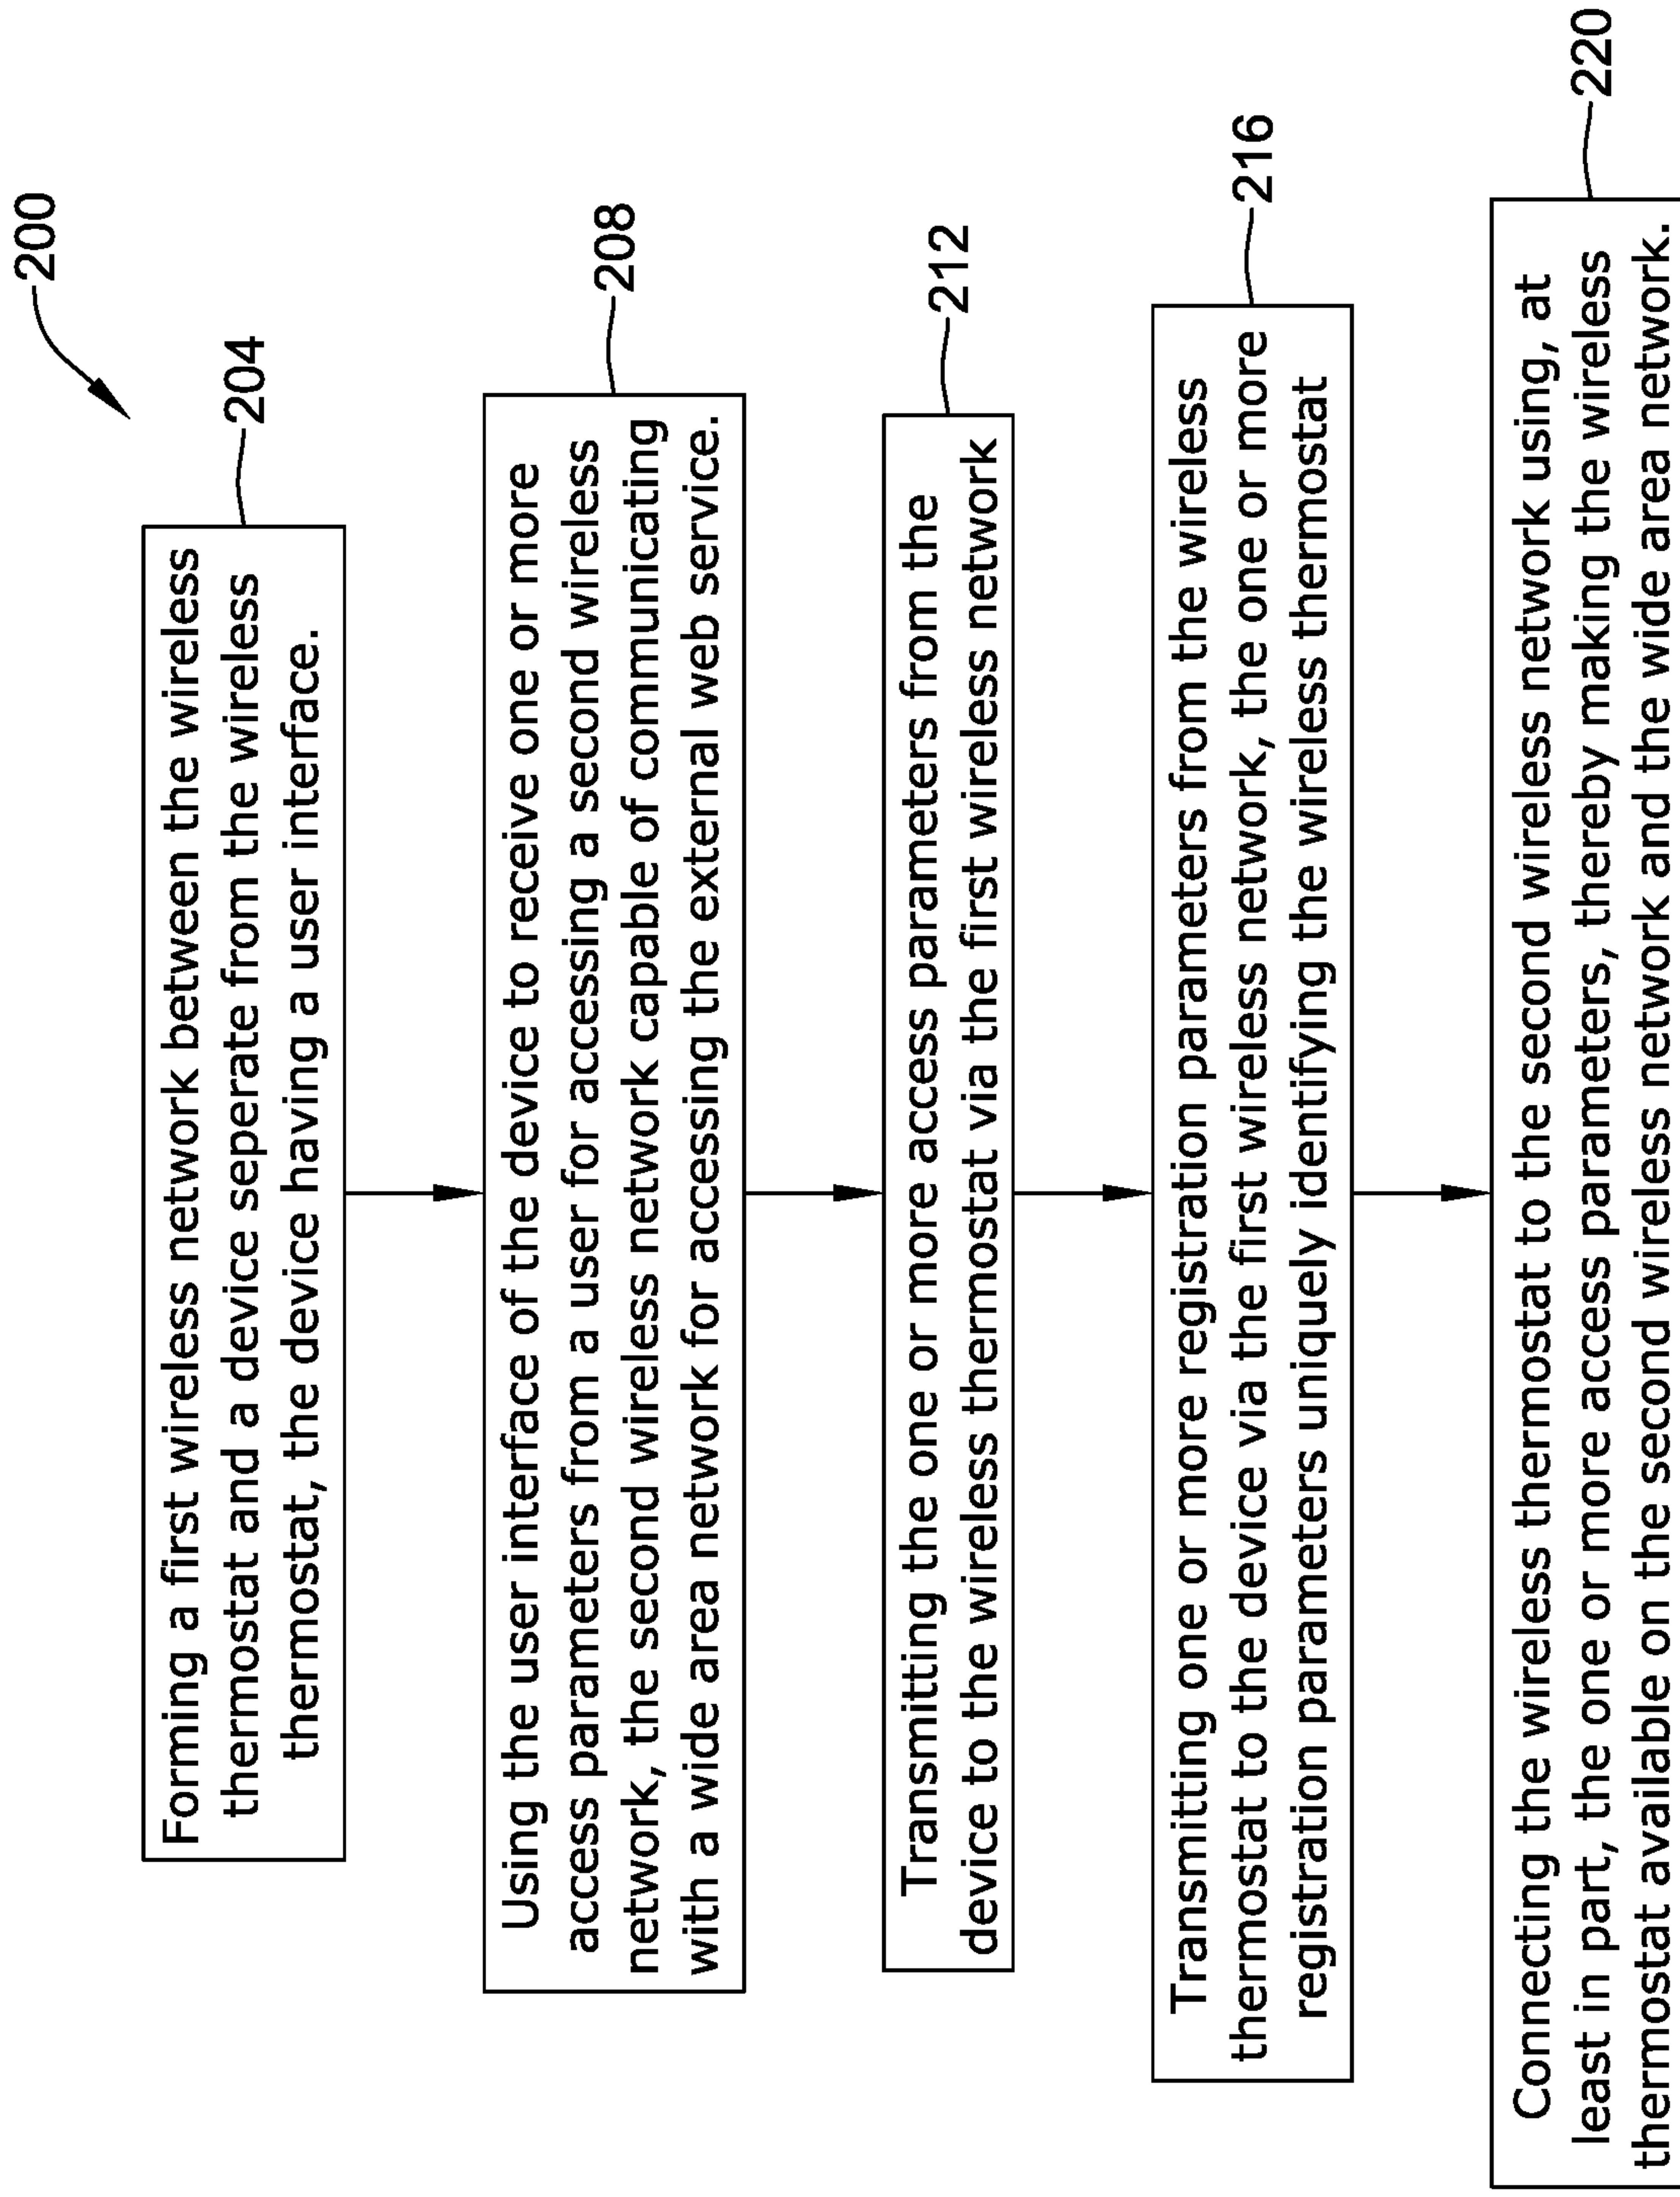 200
204
Forming a first wireless network between the wireless
thermostat and a device seperate from the wireless
thermostat, the device having a user interface.
208
Using the user interface of the device to receive one or more
access parameters from a user for accessing a second wireless
network, the second wireless network capable of communicating
with a wide area network for accessing the external web service.
212
Transmitting the one or more access parameters from the
device to the wireless thermostat via the first wireless network
216
Transmitting one or more registration parameters from the wireless
thermostat to the device via the first wireless network, the one or more
registration parameters uniquely identifying the wireless thermostat
220
Connecting the wireless thermostat to the second wireless network using, at
least in part, the one or more access parameters, thereby making the wireless
thermostat available on the second wireless network and the wide area network.